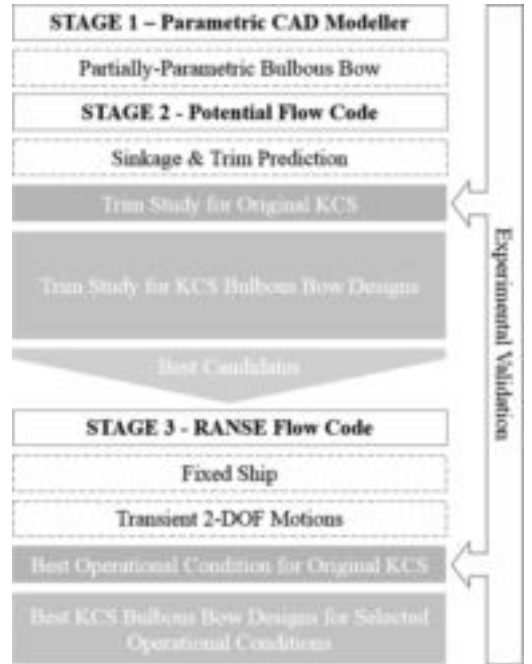 STAGE 1 – Parametric CAD Modeller
Partially-Parametric Bulbous Bow
STAGE 2 - Potential Flow Code
Sinkage & Trim Prediction
Trim Study for Original KCS
Trim Study for KCS Bulbous Bow Designs
Best Candidates
STAGE 3 - RANSE Flow Code
Fixed Ship
Transient 2-DOF Motions
Best Operational Condition for Original KCS
Best KCS Bulbous Bow Designs for Selected
Operational Conditions
Experimental Validation